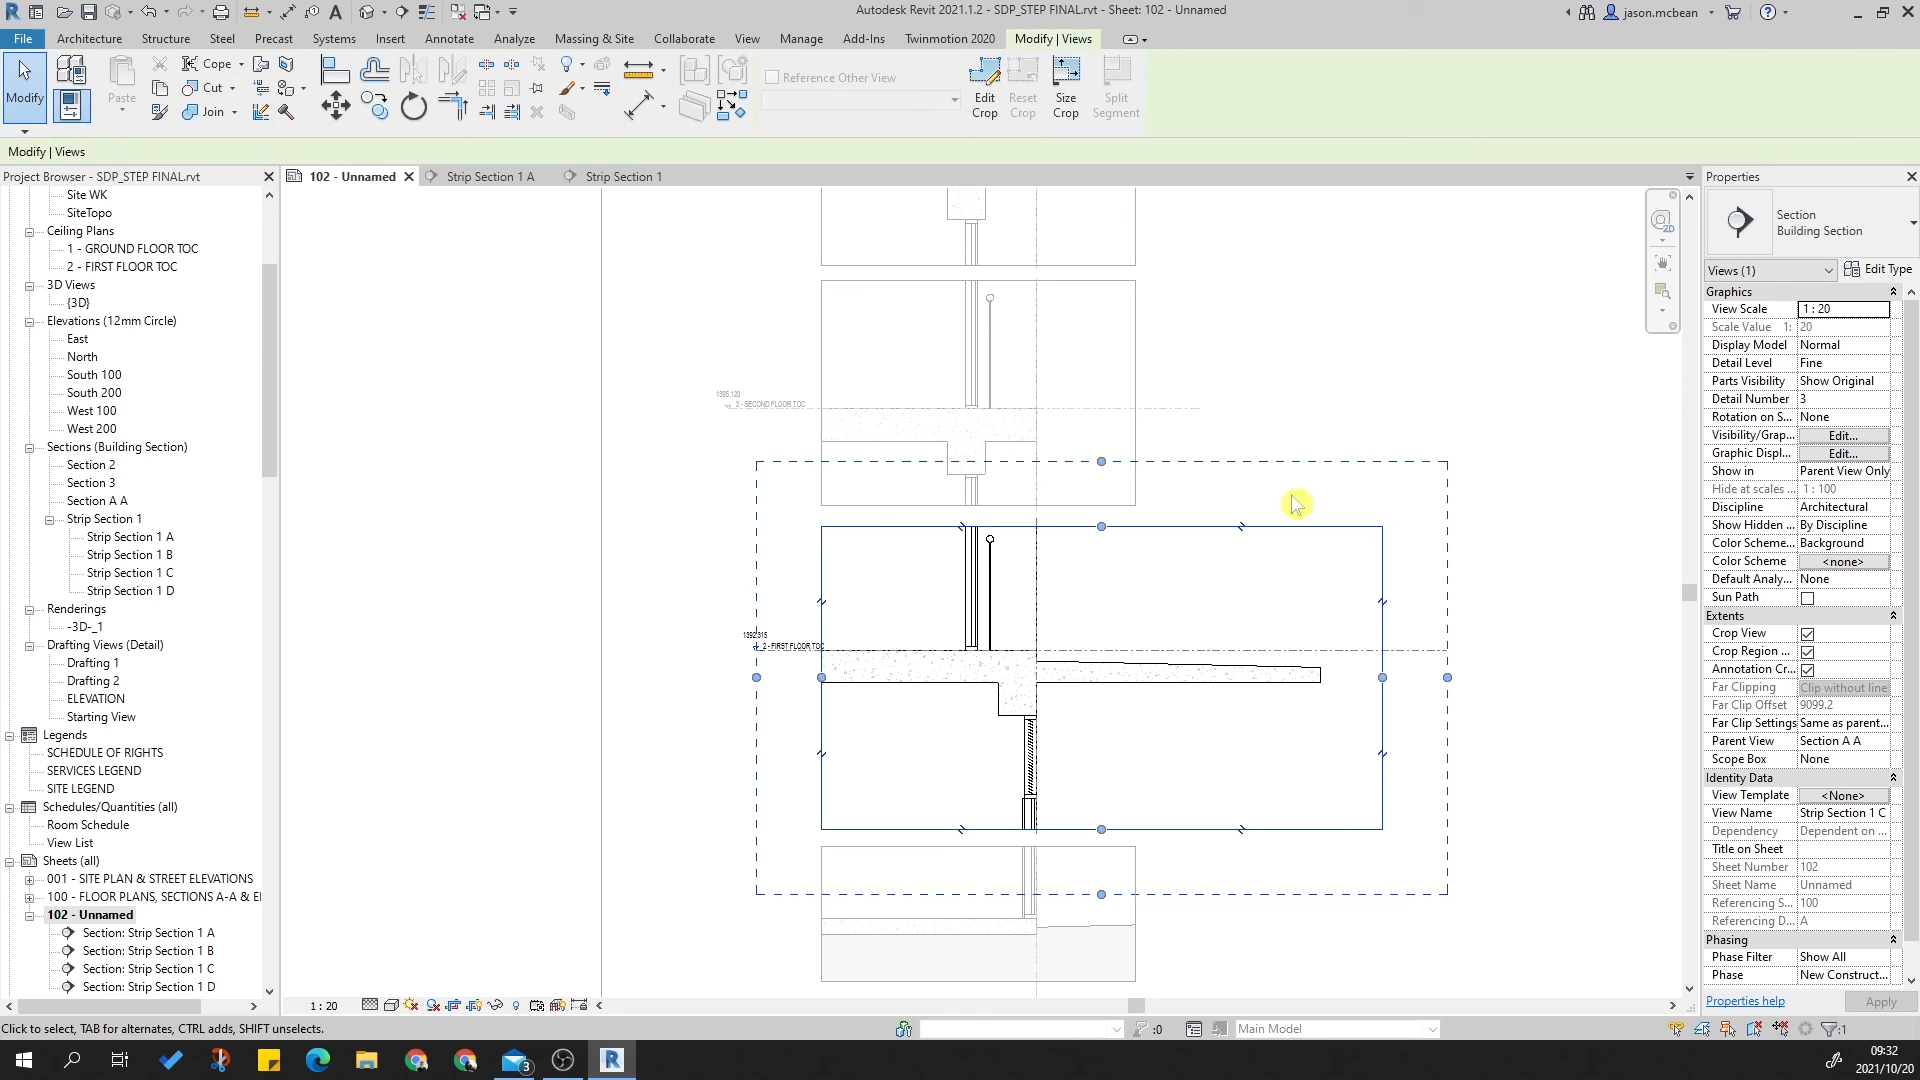 Autodesk Revit 2021.1.2 - SDP_STEP FINAL.rvt - Sheet: 102 - Unnamed
jason.mcbean
File Architecture Structure Steel Precast Systems Insert Annotate Analyze Massing & Site Collaborate View Manage Add-Ins Twinmotion 2020 Modify | Views
Modify
Paste
Cope
Cut
Join
Reference Other View
Edit Crop
Reset Crop
Size Crop
Split Segment
Modify | Views
Project Browser - SDP_STEP FINAL.rvt
102 - Unnamed
Strip Section 1 A
Strip Section 1
Site WK
SiteTopo
Ceiling Plans
1 - GROUND FLOOR TOC
2 - FIRST FLOOR TOC
3D Views
{3D}
Elevations (12mm Circle)
East
North
South 100
South 200
West 100
West 200
Sections (Building Section)
Section 2
Section 3
Section A A
Strip Section 1
Strip Section 1 A
Strip Section 1 B
Strip Section 1 C
Strip Section 1 D
Renderings
-3D-_1
Drafting Views (Detail)
Drafting 1
Drafting 2
ELEVATION
Starting View
Legends
SCHEDULE OF RIGHTS
SERVICES LEGEND
SITE LEGEND
Schedules/Quantities (all)
Room Schedule
View List
Sheets (all)
001 - SITE PLAN & STREET ELEVATIONS
100 - FLOOR PLANS, SECTIONS A-A & El
102 - Unnamed
Section: Strip Section 1 A
Section: Strip Section 1 B
Section: Strip Section 1 C
Section: Strip Section 1 D
1395.120
3 - SECOND FLOOR TOC
1392.315
2 - FIRST FLOOR TOC
2D
Properties
Section
Building Section
Views (1)
Edit Type
Graphics
View Scale 1 : 20
Scale Value 1: 20
Display Model Normal
Detail Level Fine
Parts Visibility Show Original
Detail Number 3
Rotation on S... None
Visibility/Grap... Edit...
Graphic Displ... Edit...
Show in Parent View Only
Hide at scales ... 1 : 100
Discipline Architectural
Show Hidden ... By Discipline
Color Scheme... Background
Color Scheme <none>
Default Analy... None
Sun Path
Extents
Crop View
Crop Region ...
Annotation Cr...
Far Clipping Clip without line
Far Clip Offset 9099.2
Far Clip Settings Same as parent...
Parent View Section A A
Scope Box None
Identity Data
View Template <None>
View Name Strip Section 1 C
Dependency Dependent on ...
Title on Sheet
Sheet Number 102
Sheet Name Unnamed
Referencing S... 100
Referencing D... A
Phasing
Phase Filter Show All
Phase New Construct...
Properties help
Apply
1 : 20
Click to select, TAB for alternates, CTRL adds, SHIFT unselects.
:0
Main Model
:1
3
09:32
2021/10/20